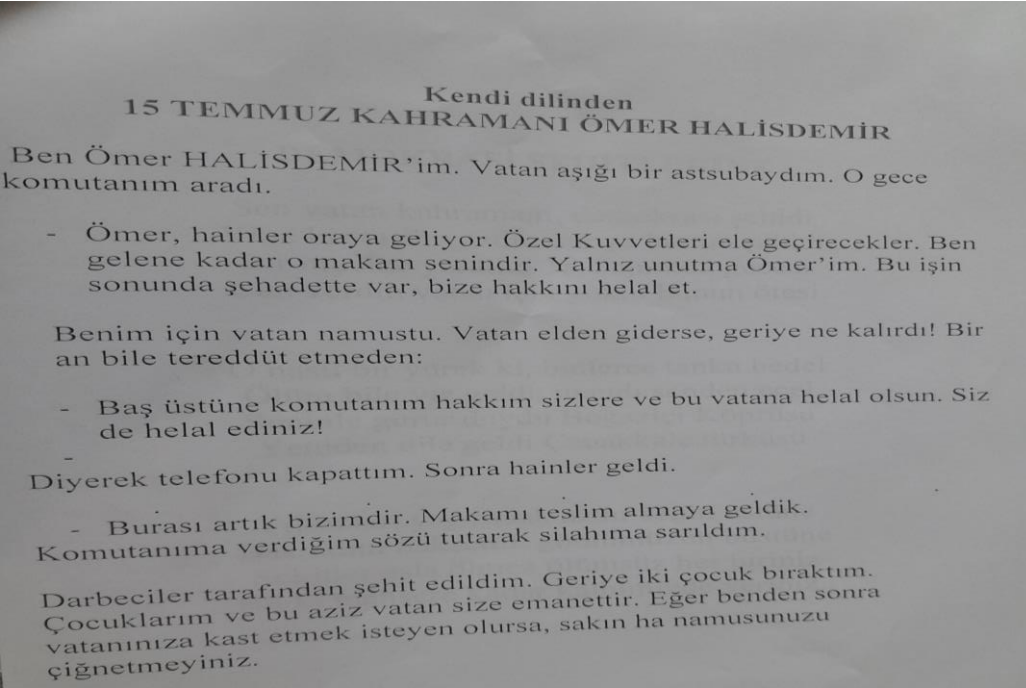 Kendi dilinden
15 TEMMUZ KAHRAMANI ÖMER HALİSDEMİR
Ben Ömer HALİSDEMİR'im. Vatan aşığı bir astsubaydım. O gece
komutanım aradı.
- Ömer, hainler oraya geliyor. Özel Kuvvetleri ele geçirecekler. Ben
gelene kadar o makam senindir. Yalnız unutma Ömer'im. Bu işin
sonunda şehadette var, bize hakkını helal et.
Benim için vatan namustu. Vatan elden giderse, geriye ne kalırdı! Bir
an bile tereddüt etmeden:
- Baş üstüne komutanım hakkım sizlere ve bu vatana helal olsun. Siz
de helal ediniz!
-
Diyerek telefonu kapattım. Sonra hainler geldi.
- Burası artık bizimdir. Makamı teslim almaya geldik.
Komutanıma verdiğim sözü tutarak silahıma sarıldım.
Darbeciler tarafından şehit edildim. Geriye iki çocuk bıraktım.
Çocuklarım ve bu aziz vatan size emanettir. Eğer benden sonra
vatanınıza kast etmek isteyen olursa, sakın ha namusunuzu
çiğnetmeyiniz.